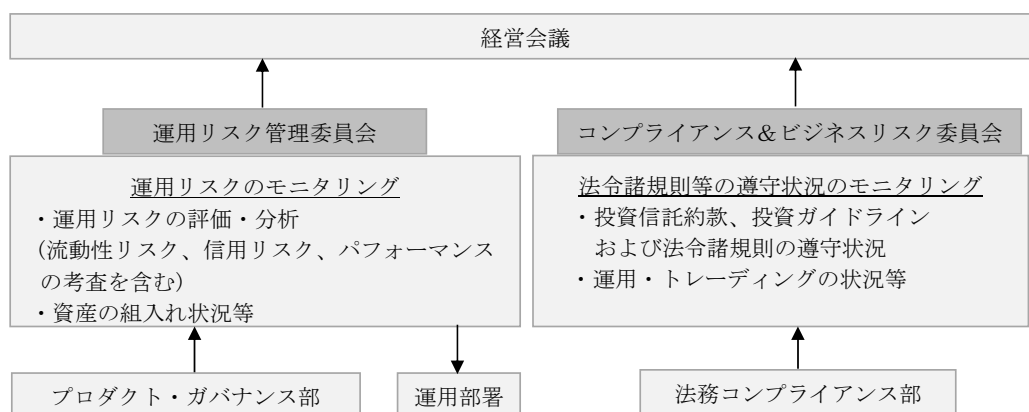 経営会議
運用リスク管理委員会
運用リスクのモニタリング
・運用リスクの評価・分析
(流動性リスク、信用リスク、パフォーマンス
の考査を含む)
・資産の組入れ状況等
コンプライアンス＆ビジネスリスク委員会
法令諸規則等の遵守状況のモニタリング
・投資信託約款、投資ガイドライン
および法令諸規則の遵守状況
・運用・トレーディングの状況等
プロダクト・ガバナンス部
運用部署
法務コンプライアンス部